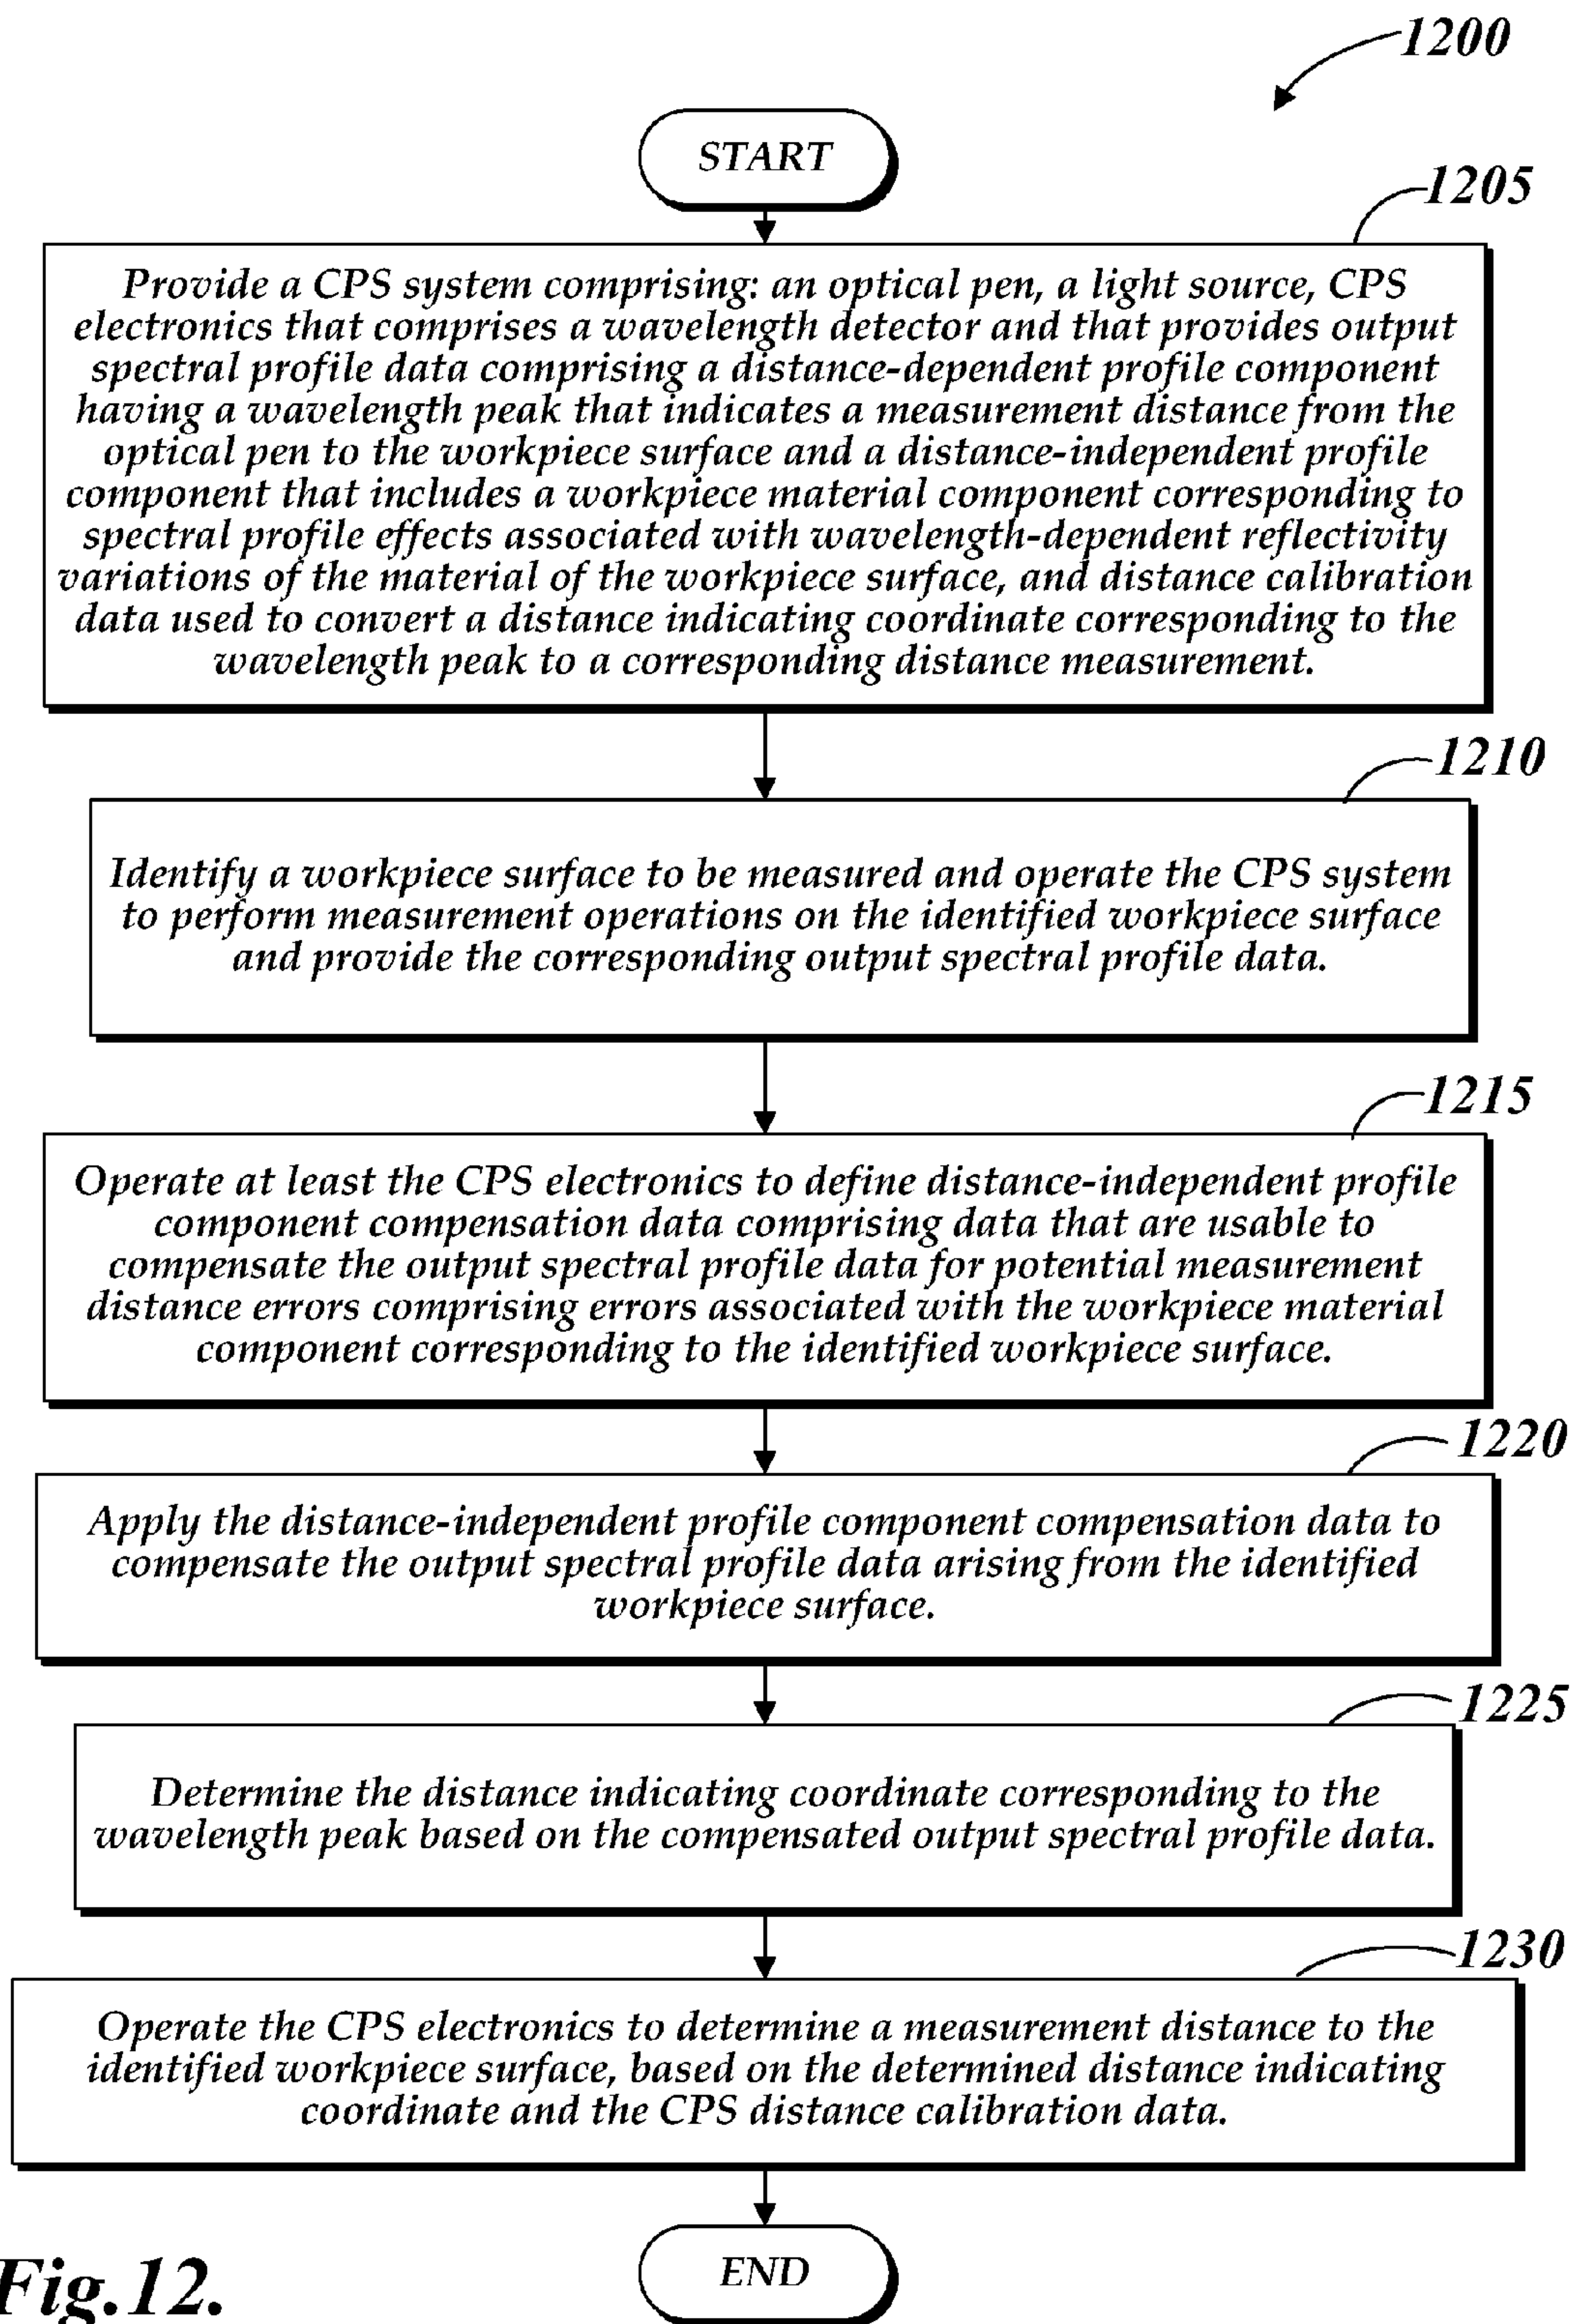 1200
START
1205
Provide a CPS system comprising: an optical pen, a light source, CPS
electronics that comprises a wavelength detector and that provides output
spectral profile data comprising a distance-dependent profile component
having a wavelength peak that indicates a measurement distance from the
optical pen to the workpiece surface and a distance-independent profile
component that includes a workpiece material component corresponding to
spectral profile effects associated with wavelength-dependent reflectivity
variations of the material of the workpiece surface, and distance calibration
data used to convert a distance indicating coordinate corresponding to the
wavelength peak to a corresponding distance measurement.
1210
Identify a workpiece surface to be measured and operate the CPS system
to perform measurement operations on the identified workpiece surface
and provide the corresponding output spectral profile data.
1215
Operate at least the CPS electronics to define distance-independent profile
component compensation data comprising data that are usable to
compensate the output spectral profile data for potential measurement
distance errors comprising errors associated with the workpiece material
component corresponding to the identified workpiece surface.
1220
Apply the distance-independent profile component compensation data to
compensate the output spectral profile data arising from the identified
workpiece surface.
1225
Determine the distance indicating coordinate corresponding to the
wavelength peak based on the compensated output spectral profile data.
1230
Operate the CPS electronics to determine a measurement distance to the
identified workpiece surface, based on the determined distance indicating
coordinate and the CPS distance calibration data.
END
Fig.12.